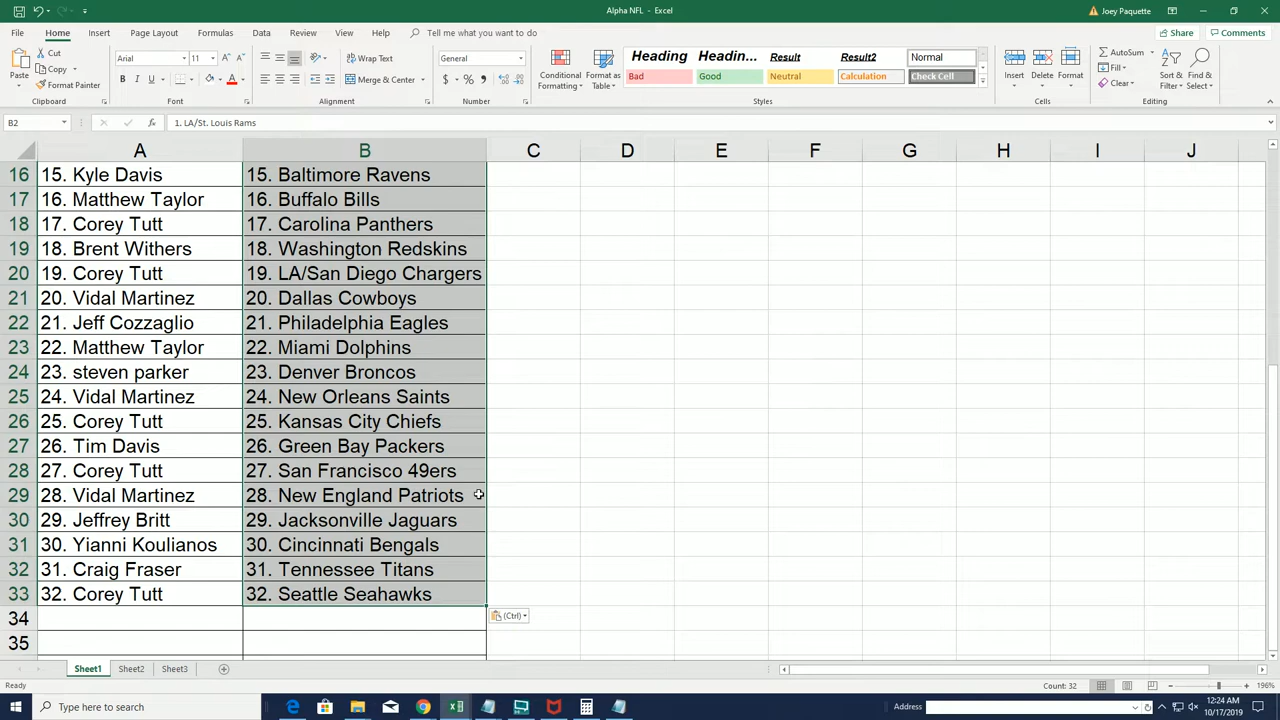 Alpha NFL - Excel
Joey Paquette
File Home Insert Page Layout Formulas Data Review View Help Tell me what you want to do Share Comments
Cut
Copy
Format Painter
Paste
Clipboard
Arial 11
B I U
Font
Wrap Text
Merge & Center
Alignment
General
$ % ,
Number
Conditional Formatting
Format as Table
Heading Headin... Result Result2 Normal
Bad Good Neutral Calculation Check Cell
Styles
Insert Delete Format
Cells
AutoSum
Fill
Clear
Sort & Filter
Find & Select
Editing
B2 fx 1. LA/St. Louis Rams
A B C D E F G H I J
16 15. Kyle Davis 15. Baltimore Ravens
17 16. Matthew Taylor 16. Buffalo Bills
18 17. Corey Tutt 17. Carolina Panthers
19 18. Brent Withers 18. Washington Redskins
20 19. Corey Tutt 19. LA/San Diego Chargers
21 20. Vidal Martinez 20. Dallas Cowboys
22 21. Jeff Cozzaglio 21. Philadelphia Eagles
23 22. Matthew Taylor 22. Miami Dolphins
24 23. steven parker 23. Denver Broncos
25 24. Vidal Martinez 24. New Orleans Saints
26 25. Corey Tutt 25. Kansas City Chiefs
27 26. Tim Davis 26. Green Bay Packers
28 27. Corey Tutt 27. San Francisco 49ers
29 28. Vidal Martinez 28. New England Patriots
30 29. Jeffrey Britt 29. Jacksonville Jaguars
31 30. Yianni Koulianos 30. Cincinnati Bengals
32 31. Craig Fraser 31. Tennessee Titans
33 32. Corey Tutt 32. Seattle Seahawks
34
(Ctrl)
35
Sheet1 Sheet2 Sheet3
Ready Count: 32 196%
Type here to search
Address
12:24 AM
10/17/2019